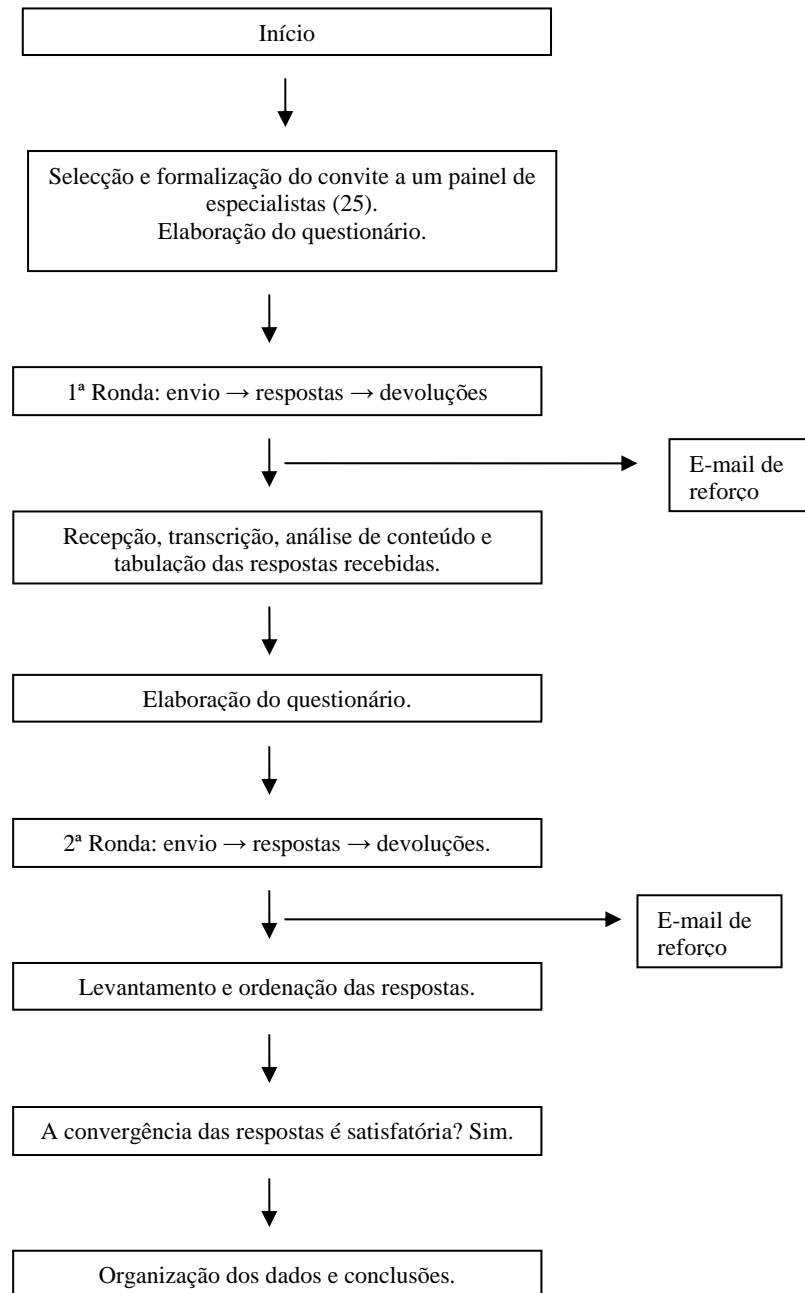 Início
Selecção e formalização do convite a um painel de
especialistas (25).
Elaboração do questionário.
1ª Ronda: envio → respostas → devoluções
E-mail de
reforço
Recepção, transcrição, análise de conteúdo e
tabulação das respostas recebidas.
Elaboração do questionário.
2ª Ronda: envio → respostas → devoluções.
E-mail de
reforço
Levantamento e ordenação das respostas.
A convergência das respostas é satisfatória? Sim.
Organização dos dados e conclusões.